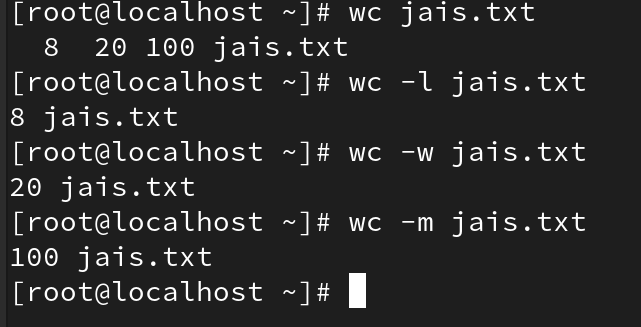 [root@localhost ~]# wc jais.txt
  8  20 100 jais.txt
[root@localhost ~]# wc -l jais.txt
8 jais.txt
[root@localhost ~]# wc -w jais.txt
20 jais.txt
[root@localhost ~]# wc -m jais.txt
100 jais.txt
[root@localhost ~]#